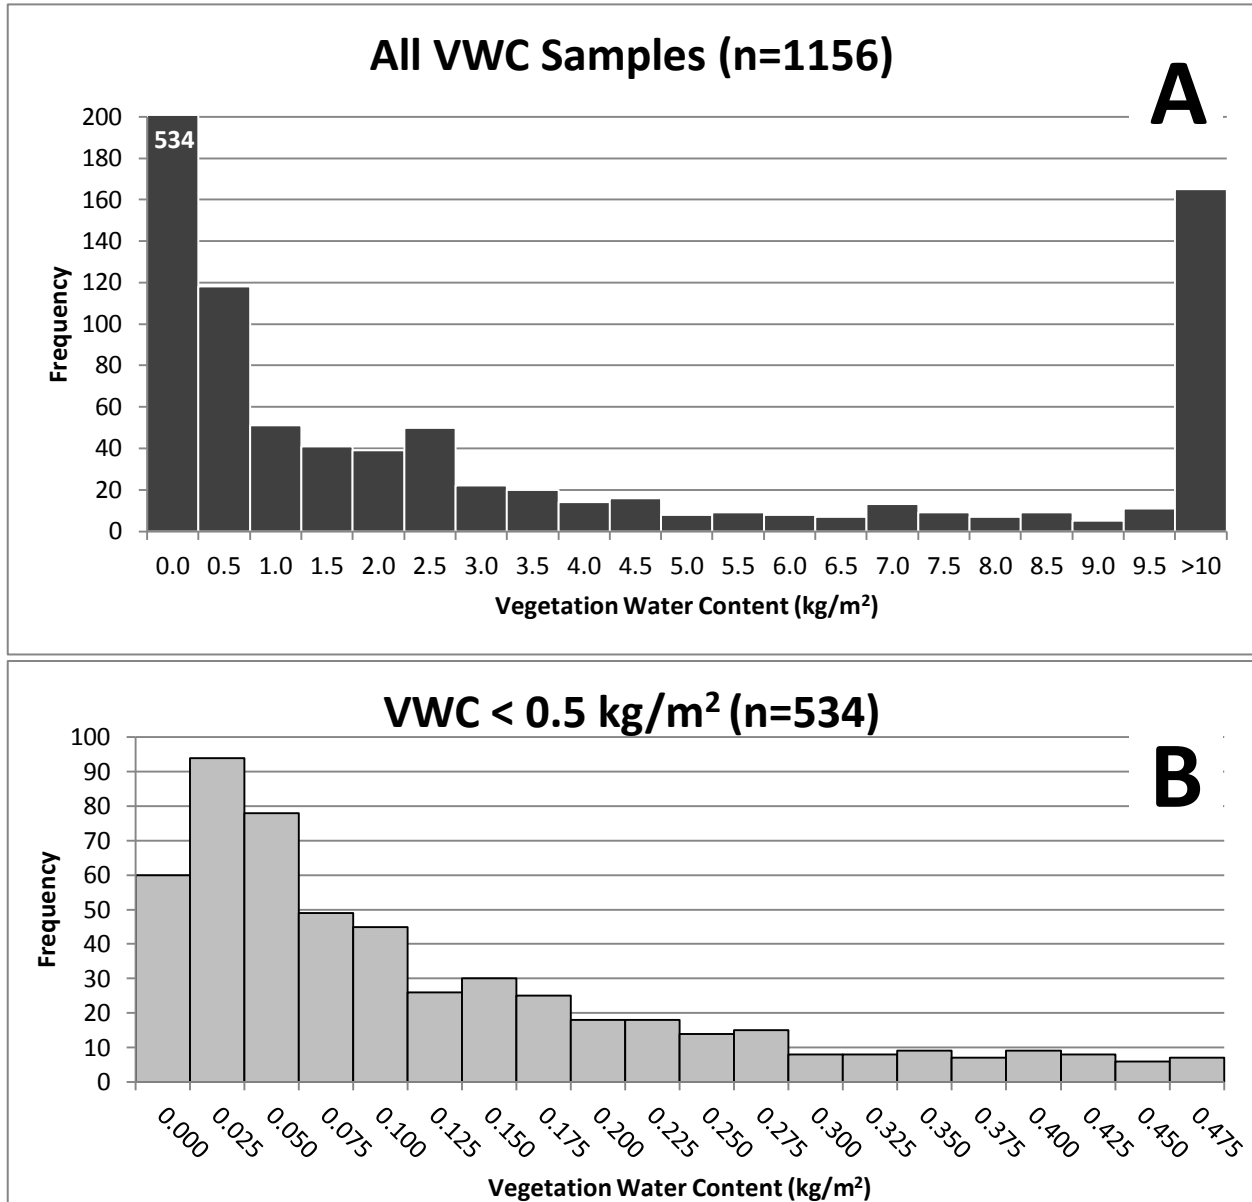 All VWC Samples (n=1156)
A
200
180
160
140
120
100
80
60
40
20
0
534
Frequency
0.0 0.5 1.0 1.5 2.0 2.5 3.0 3.5 4.0 4.5 5.0 5.5 6.0 6.5 7.0 7.5 8.0 8.5 9.0 9.5 >10
Vegetation Water Content (kg/m²)
VWC < 0.5 kg/m² (n=534)
B
100
90
80
70
60
50
40
30
20
10
0
Frequency
0.000 0.025 0.050 0.075 0.100 0.125 0.150 0.175 0.200 0.225 0.250 0.275 0.300 0.325 0.350 0.375 0.400 0.425 0.450 0.475
Vegetation Water Content (kg/m²)